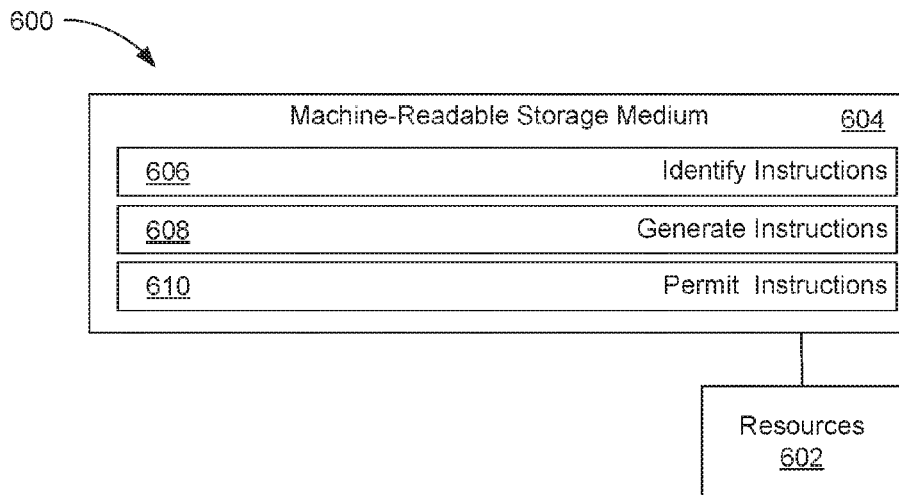 600
Machine-Readable Storage Medium 604
606 Identify Instructions
608 Generate Instructions
610 Permit Instructions
Resources
602